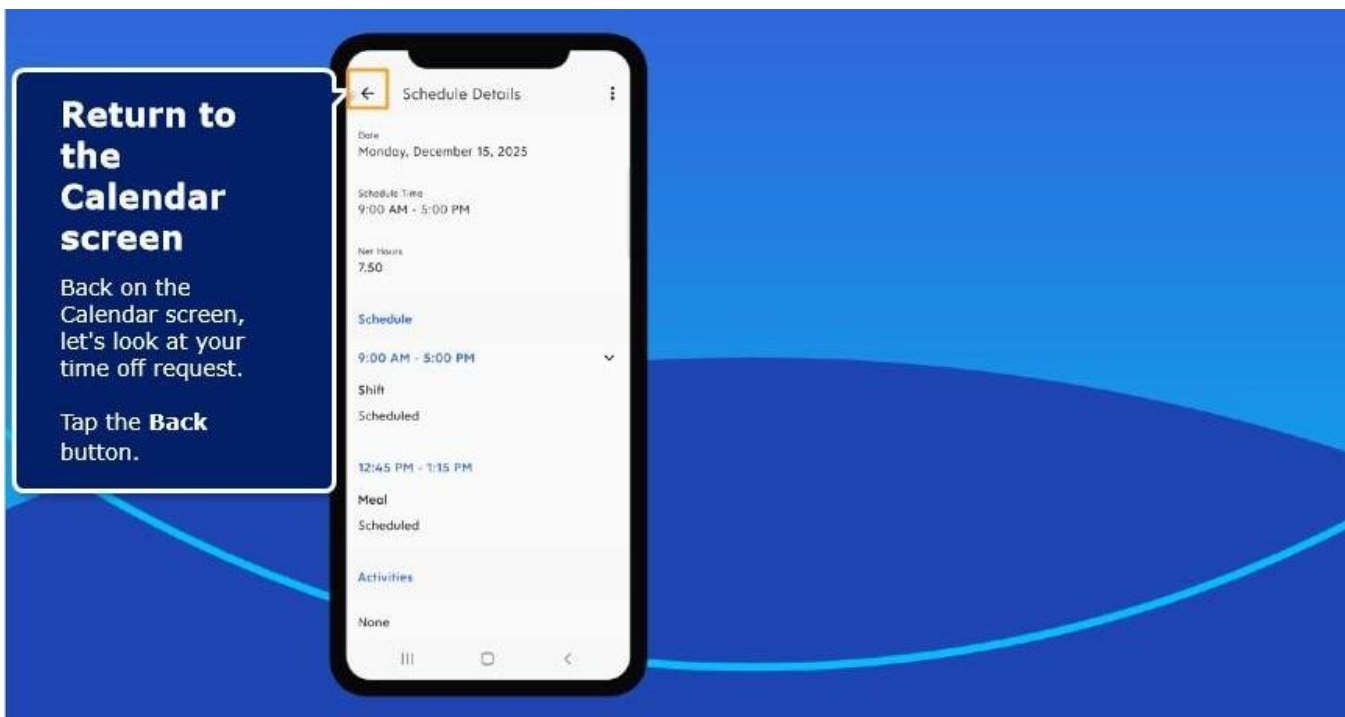 Return to
the
Calendar
screen
Back on the
Calendar screen,
let's look at your
time off request.
Tap the Back
button.
Schedule Details
Date
Monday, December 15, 2025
Schedule Time
9:00 AM - 5:00 PM
Net Hours
7.50
Schedule
9:00 AM - 5:00 PM
Shift
Scheduled
12:45 PM - 1:15 PM
Meal
Scheduled
Activities
None